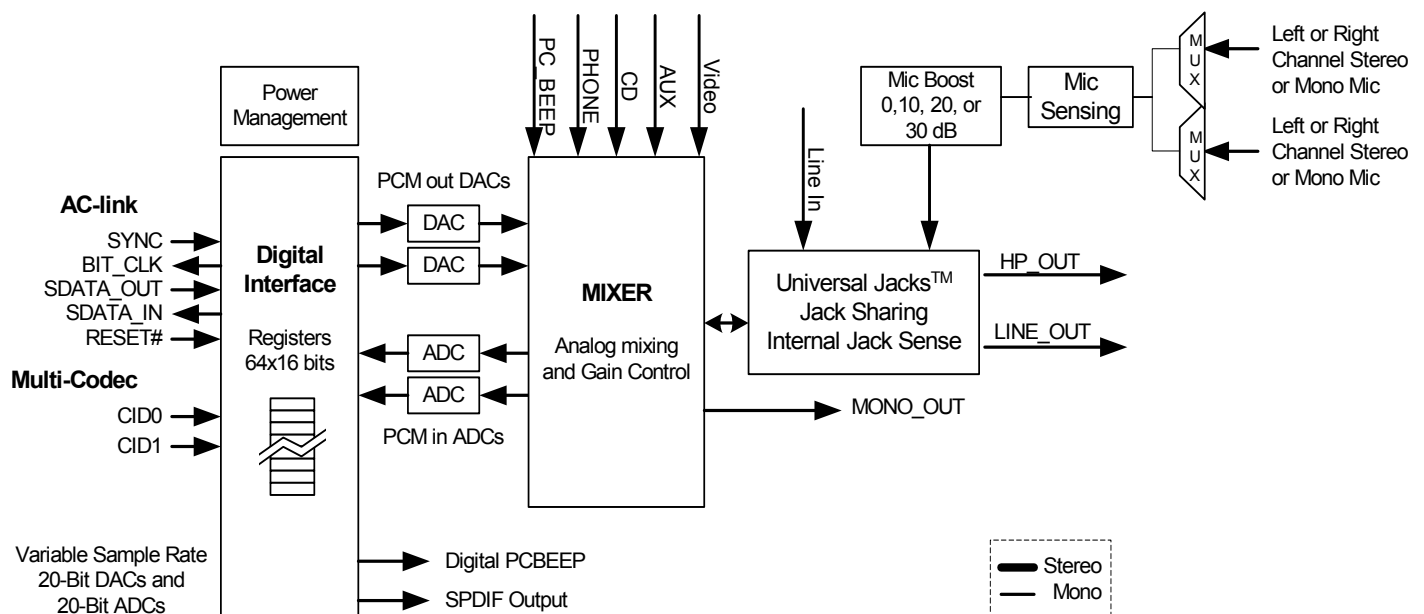 PC_BEEP
PHONE
CD
AUX
Video
Power
Management
Mic Boost
0,10, 20, or
30 dB
Mic
Sensing
MUX
Left or Right
Channel Stereo
or Mono Mic
MUX
Left or Right
Channel Stereo
or Mono Mic
Line In
AC-link
SYNC
BIT_CLK
SDATA_OUT
SDATA_IN
RESET#
Multi-Codec
CID0
CID1
Digital
Interface
Registers
64x16 bits
PCM out DACs
DAC
DAC
ADC
ADC
PCM in ADCs
MIXER
Analog mixing
and Gain Control
Universal Jacks™
Jack Sharing
Internal Jack Sense
HP_OUT
LINE_OUT
MONO_OUT
Variable Sample Rate
20-Bit DACs and
20-Bit ADCs
Digital PCBEEP
SPDIF Output
Stereo
Mono